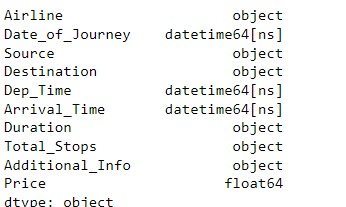 Airline object
Date_of_Journey datetime64[ns]
Source object
Destination object
Dep_Time datetime64[ns]
Arrival_Time datetime64[ns]
Duration object
Total_Stops object
Additional_Info object
Price float64
dtype: object